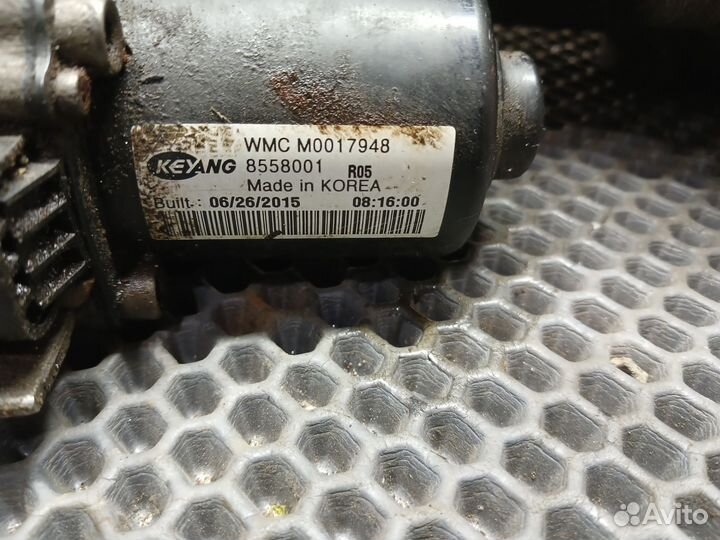 WMC M0017948
KEYANG 8558001 R05
Made in KOREA
Built : 06/26/2015 08:16:00
Avito